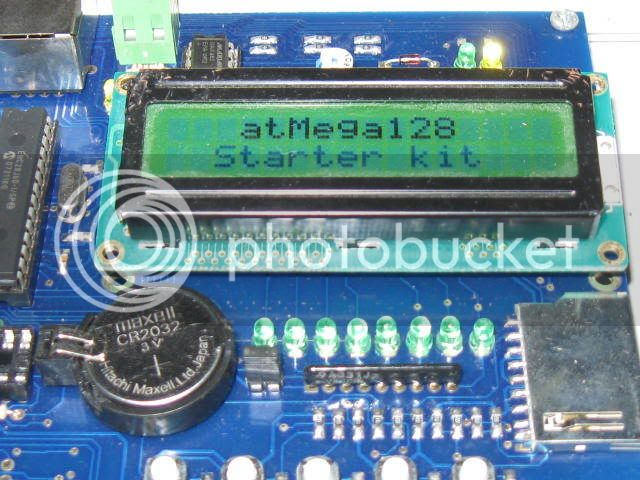 atMega128
Starter kit
photobucket
maxell
CR2032
3V
Hitachi Maxell Ltd Japan